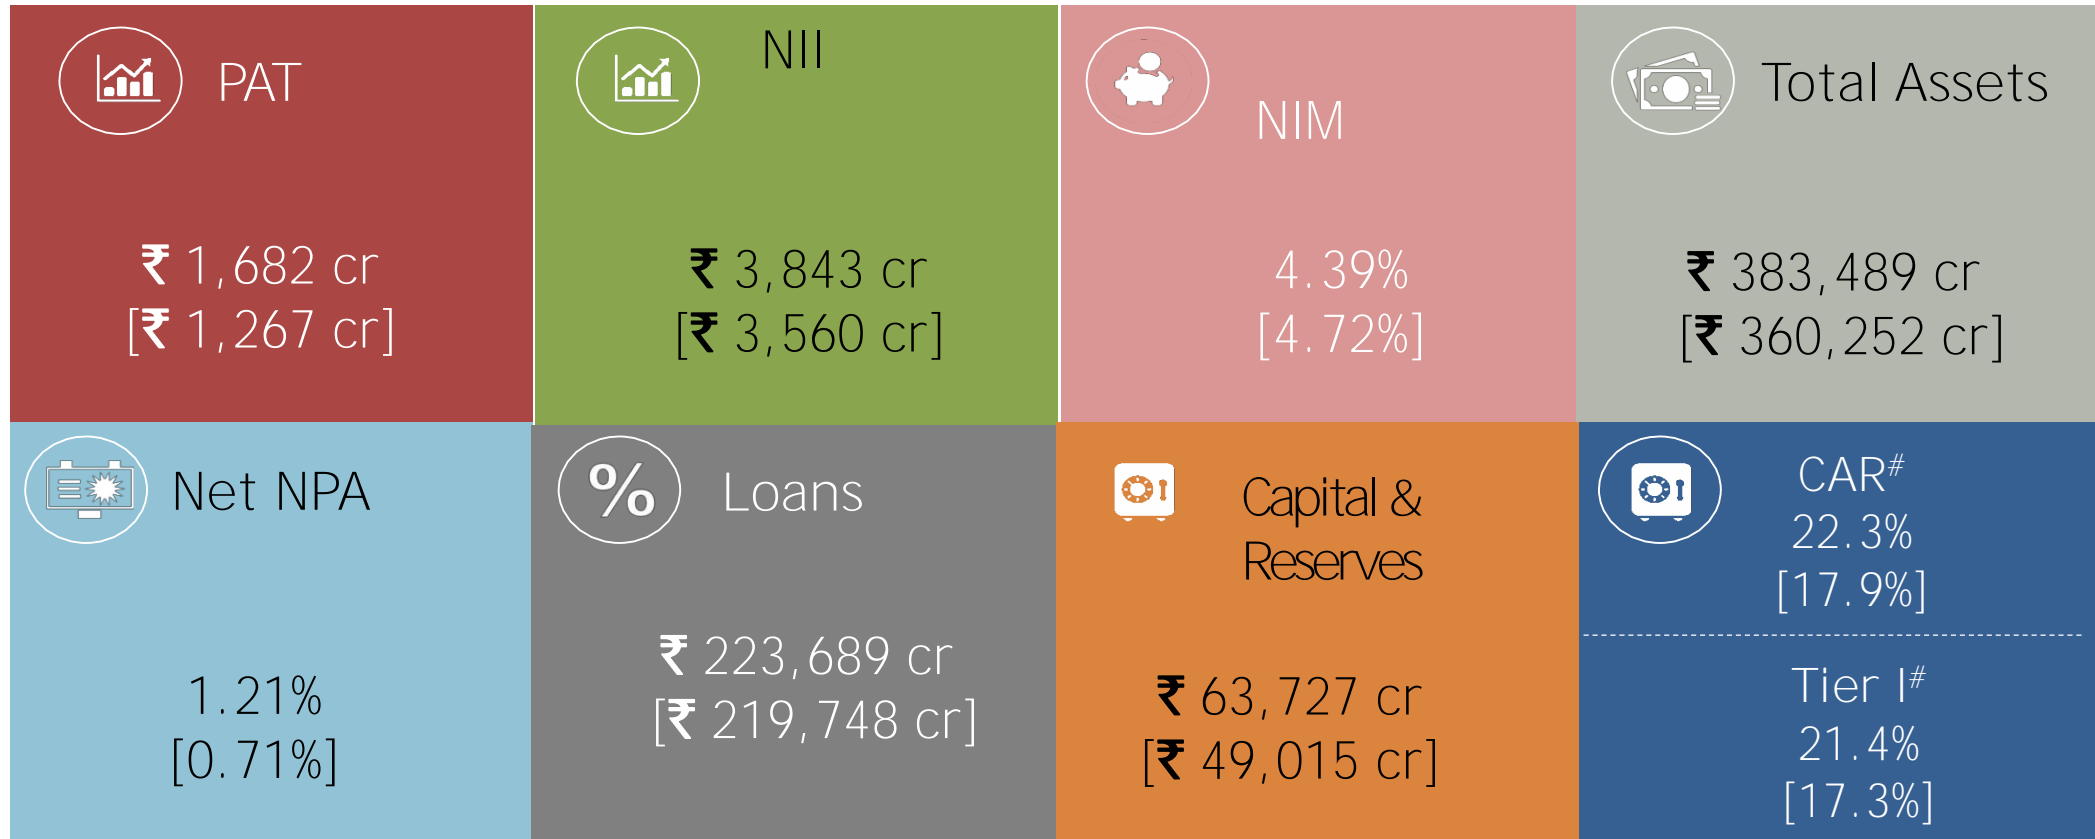 PAT
₹ 1,682 cr
[₹ 1,267 cr]
NII
₹ 3,843 cr
[₹ 3,560 cr]
NIM
4.39%
[4.72%]
Total Assets
₹ 383,489 cr
[₹ 360,252 cr]
Net NPA
1.21%
[0.71%]
%
Loans
₹ 223,689 cr
[₹ 219,748 cr]
Capital &
Reserves
₹ 63,727 cr
[₹ 49,015 cr]
CAR#
22.3%
[17.9%]
Tier I#
21.4%
[17.3%]